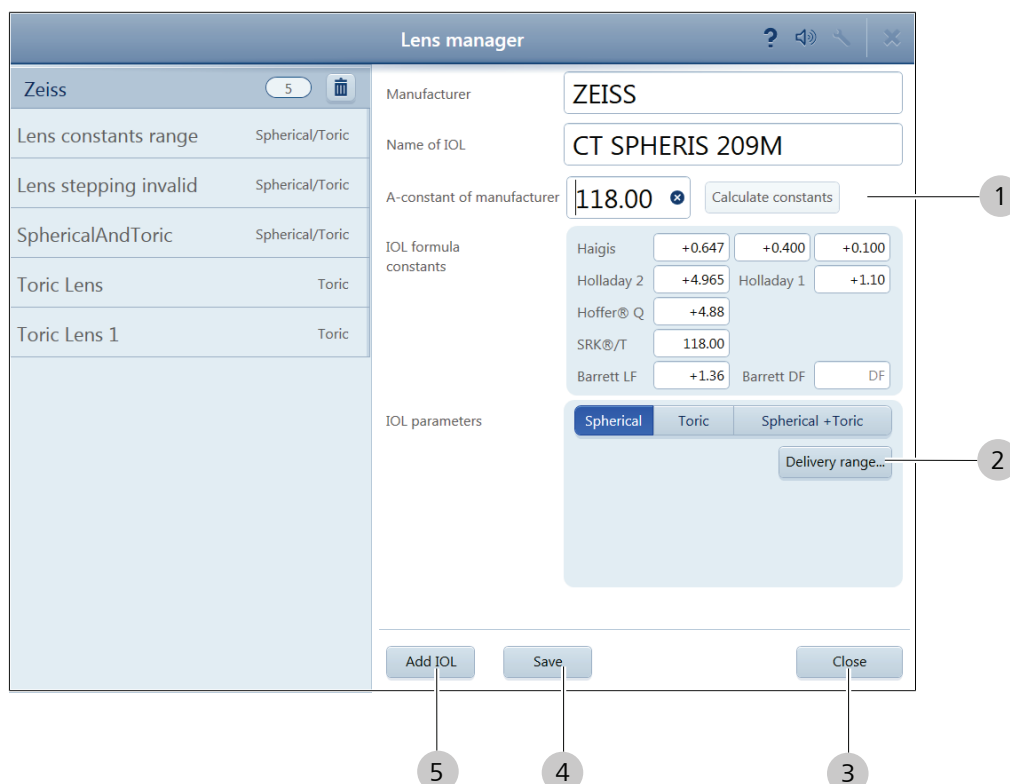 Lens manager ?
Zeiss 5
Lens constants range Spherical/Toric
Lens stepping invalid Spherical/Toric
SphericalAndToric Spherical/Toric
Toric Lens Toric
Toric Lens 1 Toric
Manufacturer ZEISS
Name of IOL CT SPHERIS 209M
A-constant of manufacturer 118.00 Calculate constants 1
IOL formula
constants
Haigis +0.647 +0.400 +0.100
Holladay 2 +4.965 Holladay 1 +1.10
Hoffer® Q +4.88
SRK®/T 118.00
Barrett LF +1.36 Barrett DF DF
IOL parameters Spherical Toric Spherical +Toric
Delivery range... 2
Add IOL Save Close
5 4 3